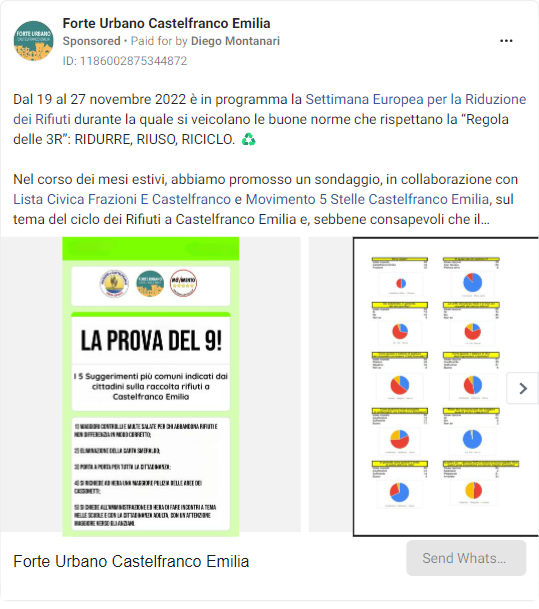 Forte Urbano Castelfranco Emilia
Sponsored • Paid for by Diego Montanari
ID: 1186002875344872
Dal 19 al 27 novembre 2022 è in programma la Settimana Europea per la Riduzione
dei Rifiuti durante la quale si veicolano le buone norme che rispettano la “Regola
delle 3R”: RIDURRE, RIUSO, RICICLO. ♻️
Nel corso dei mesi estivi, abbiamo promosso un sondaggio, in collaborazione con
Lista Civica Frazioni E Castelfranco e Movimento 5 Stelle Castelfranco Emilia, sul
tema del ciclo dei Rifiuti a Castelfranco Emilia e, sebbene consapevoli che il...
FORTE URBANO
LA PROVA DEL 9!
I 5 Suggerimenti più comuni indicati dai
cittadini sulla raccolta rifiuti a
Castelfranco Emilia
1) MAGGIORI CONTROLLI E MULTE SALATE PER CHI ABBANDONA RIFIUTI E
NON DIFFERENZIA IN MODO CORRETTO;
2) ELIMINAZIONE DELLA CARTA SMERALDO;
3) PORTA A PORTA PER TUTTA LA CITTADINANZA;
4) SI RICHIEDE AD HERA UNA MAGGIORE PULIZIA DELLE AREE DEI
CASSONETTI;
5) SI CHIEDE ALL'AMMINISTRAZIONE ED HERA DI FARE INCONTRI A TEMA
NELLE SCUOLE E CON LA CITTADINANZA ADULTA, CON UN'ATTENZIONE
MAGGIORE VERSO GLI ANZIANI.
Forte Urbano Castelfranco Emilia
Send Whats...